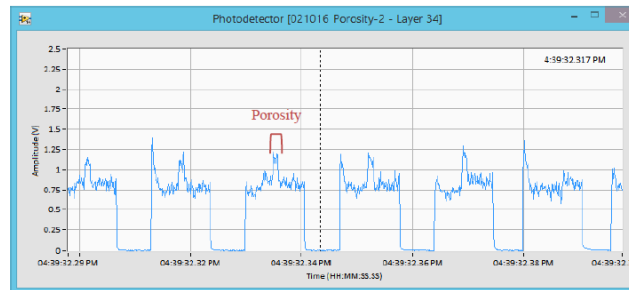 Photodetector [021016 Porosity-2 - Layer 34]
4:39:32.317 PM
Porosity
Amplitude (V)
2.5
2.25
2
1.75
1.5
1.25
1
0.75
0.5
0.25
0
04:39:32.29 PM 04:39:32.32 PM 04:39:32.34 PM 04:39:32.36 PM 04:39:32.38 PM 04:39:32.
Time (HH:MM:SS.SS)